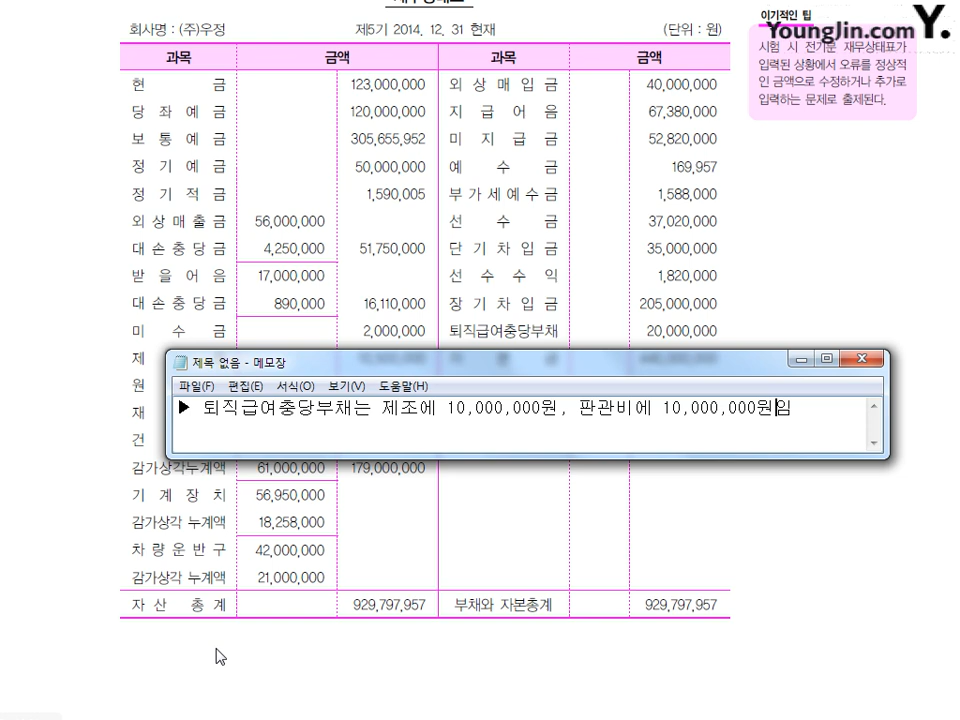 이기적인 팁
YoungJin.com Y.
회사명 : (주)우정 제5기 2014. 12. 31 현재 (단위 : 원)
시험 시 전기분 재무상태표가
입력된 상황에서 오류를 정상적
인 금액으로 수정하거나 추가로
입력하는 문제로 출제된다.
과목 금액 과목 금액
현 금 123,000,000 외 상 매 입 금 40,000,000
당 좌 예 금 120,000,000 지 급 어 음 67,380,000
보 통 예 금 305,655,952 미 지 급 금 52,820,000
정 기 예 금 50,000,000 예 수 금 169,957
정 기 적 금 1,590,005 부 가 세 예 수 금 1,588,000
외 상 매 출 금 56,000,000 선 수 금 37,020,000
대 손 충 당 금 4,250,000 51,750,000 단 기 차 입 금 35,000,000
받 을 어 음 17,000,000 선 수 수 익 1,820,000
대 손 충 당 금 890,000 16,110,000 장 기 차 입 금 205,000,000
미 수 금 2,000,000 퇴직급여충당부채 20,000,000
제
원
재
건
제목 없음 - 메모장
파일(F) 편집(E) 서식(O) 보기(V) 도움말(H)
▶ 퇴직급여충당부채는 제조에 10,000,000원, 판관비에 10,000,000원임
감가상각누계액 61,000,000 179,000,000
기 계 장 치 56,950,000
감가상각 누계액 18,258,000
차 량 운 반 구 42,000,000
감가상각 누계액 21,000,000
자 산 총 계 929,797,957 부채와 자본총계 929,797,957